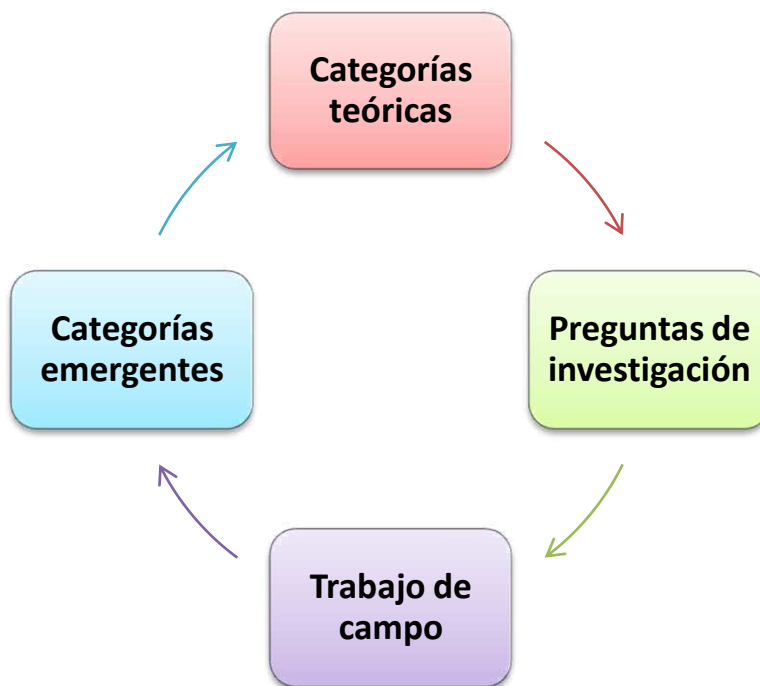 Categorías
teóricas
Preguntas de
investigación
Trabajo de
campo
Categorías
emergentes